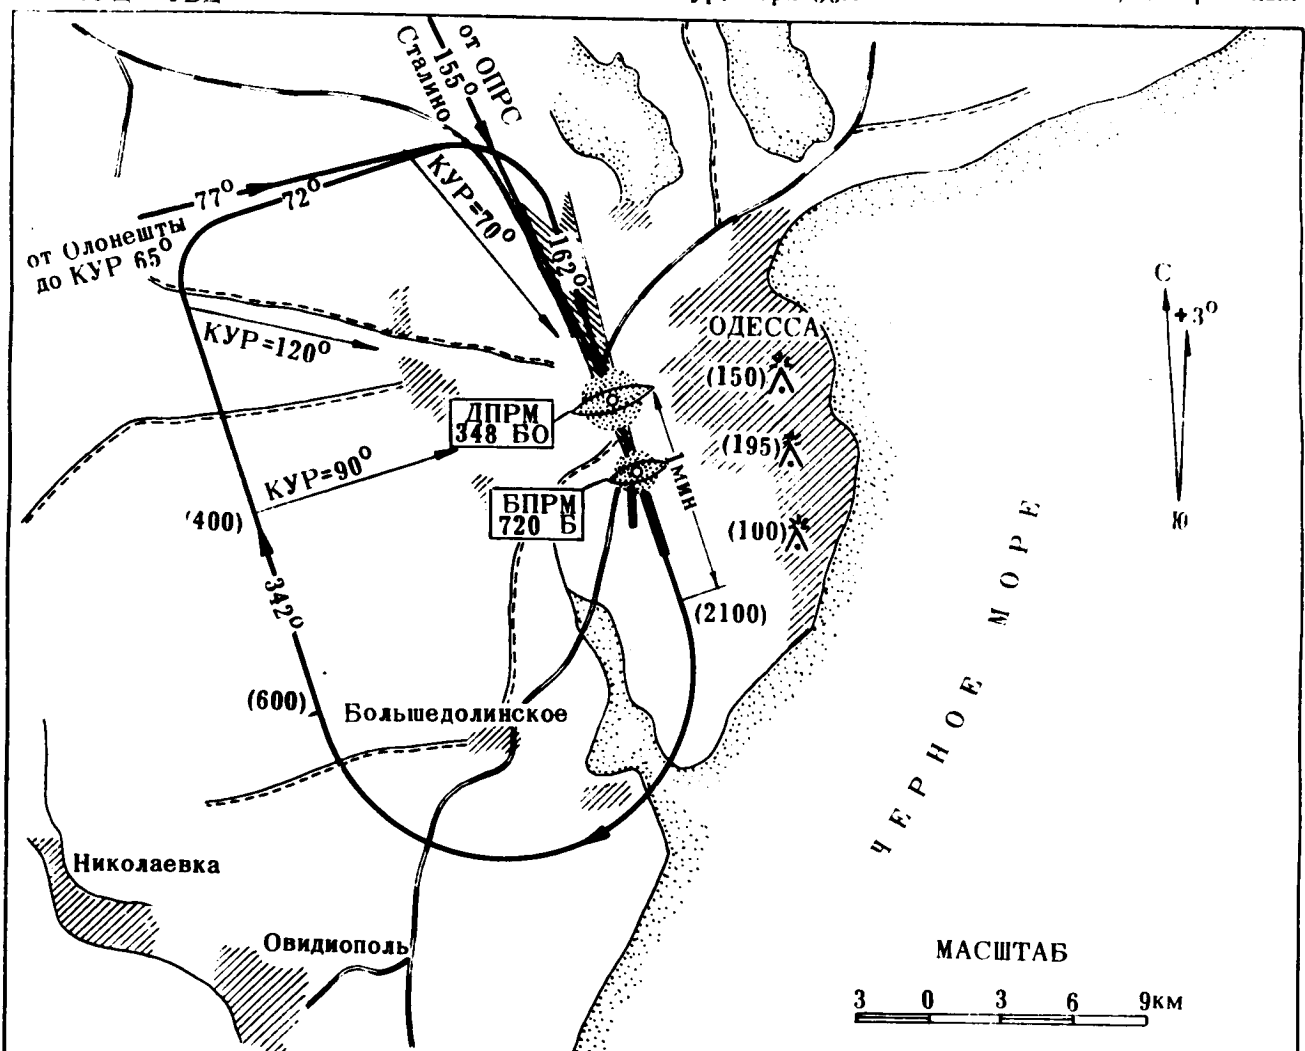 от ОПРС
155°
Сталино
77°
72°
от Олонешты
до КУР 65°
КУР=70°
162°
КУР=120°
С
+3°
Ю
ОДЕССА
(150)
ДПРМ
348 БО
(195)
1 мин
КУР=90°
БПРМ
720 Б
(400)
(100)
342°
(2100)
(600)
Большедолинское
ЧЕРНОЕ МОРЕ
Николаевка
Овидиополь
МАСШТАБ
3 0 3 6 9км